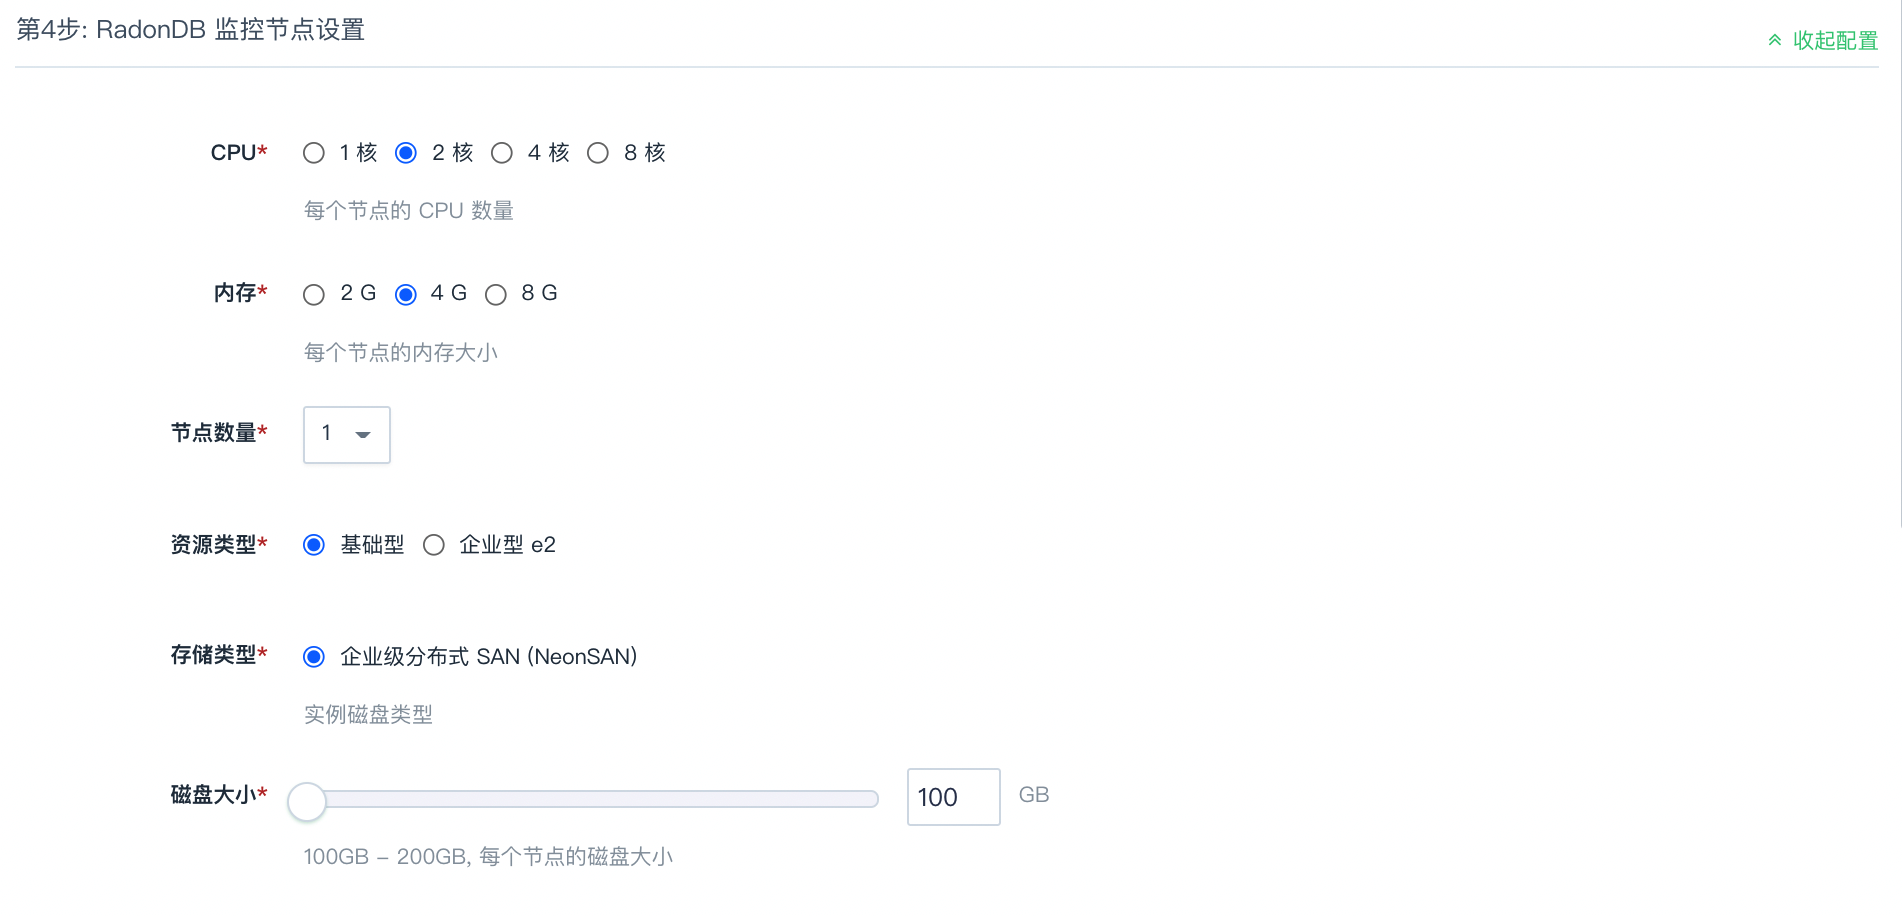 第4步: RadonDB 监控节点设置
收起配置
CPU* 1 核 2 核 4 核 8 核
每个节点的 CPU 数量
内存* 2 G 4 G 8 G
每个节点的内存大小
节点数量* 1
资源类型* 基础型 企业型 e2
存储类型* 企业级分布式 SAN (NeonSAN)
实例磁盘类型
磁盘大小* 100 GB
100GB – 200GB, 每个节点的磁盘大小